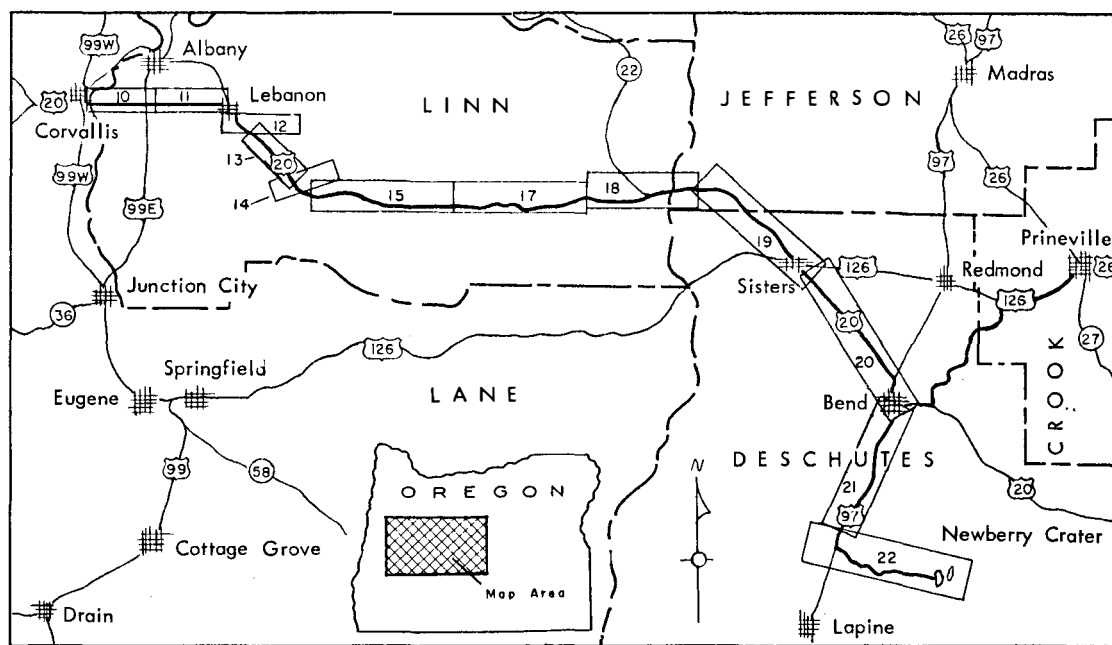 99W
Albany
26
97
20
10
11
Lebanon
22
Madras
LINN
JEFFERSON
Corvallis
12
13
20
99W
99E
97
26
14
15
17
18
19
Prineville
Junction City
Sisters
126
Redmond
26
126
36
20
27
Springfield
126
20
Eugene
LANE
Bend
CROOK
99
58
N
DESCHUTES
OREGON
21
20
97
Newberry Crater
Cottage Grove
22
Map Area
Drain
Lapine